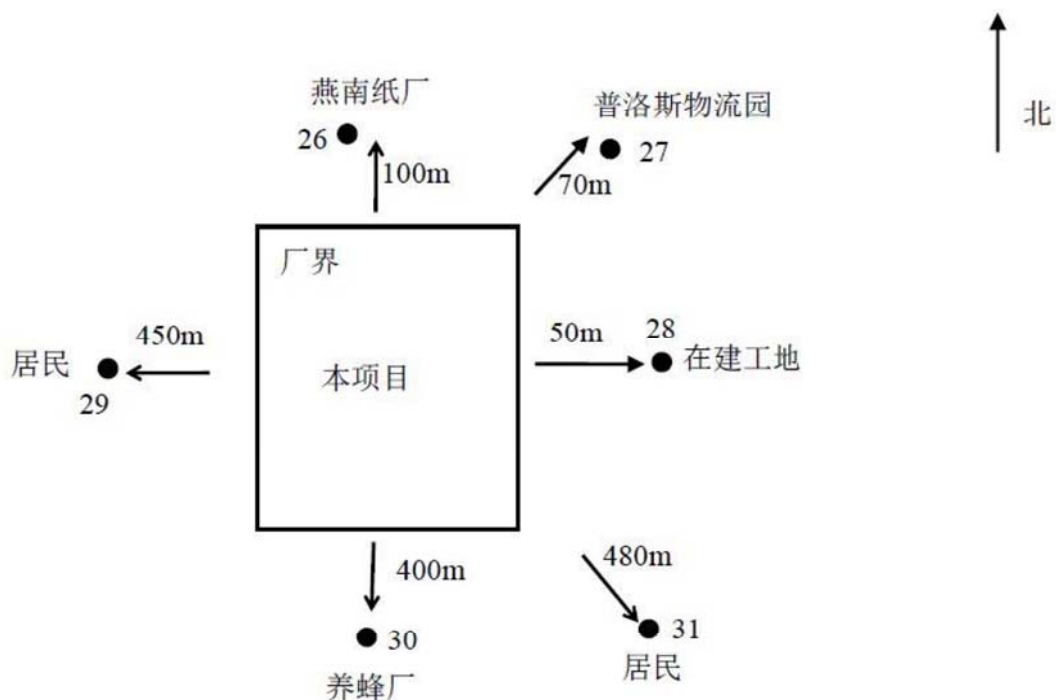 燕南纸厂
普洛斯物流园
26
27
北
100m
70m
厂界
450m
50m
28
居民
在建工地
本项目
29
400m
480m
30
31
养蜂厂
居民